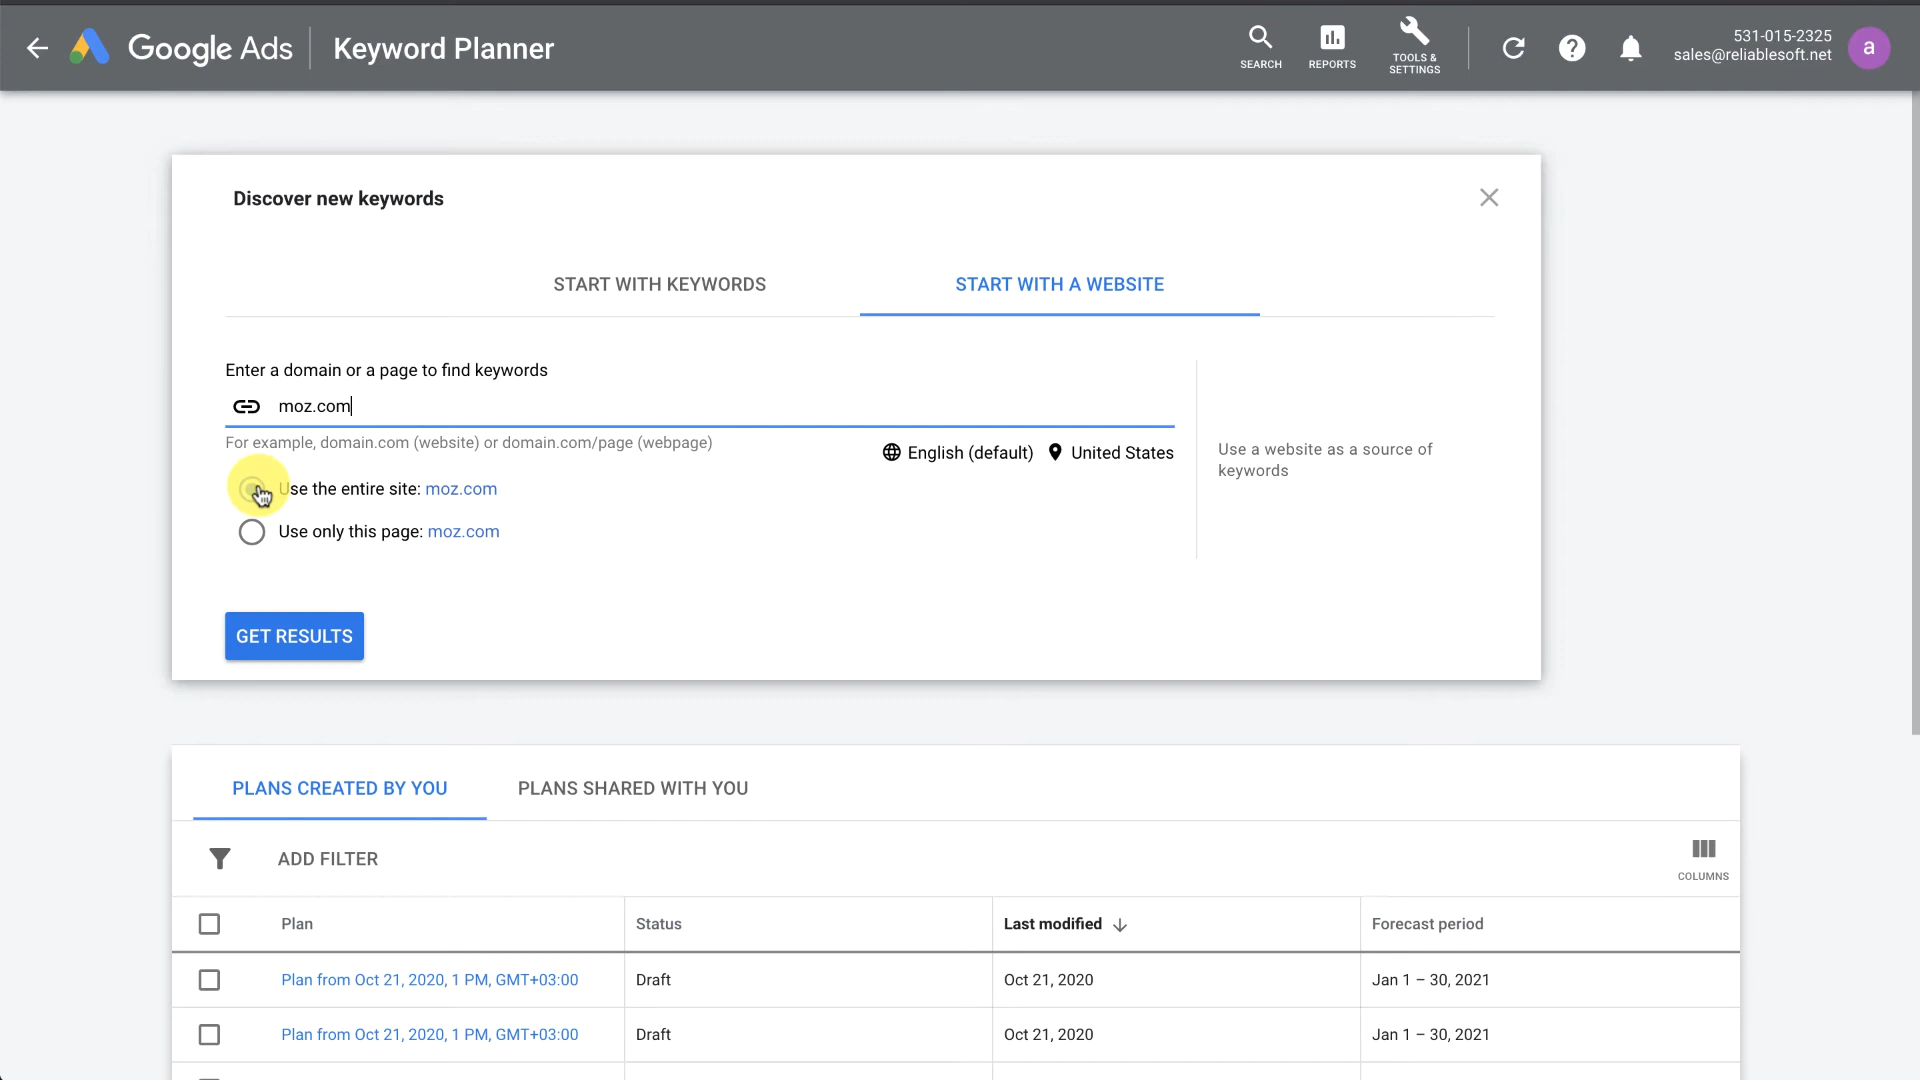 Google Ads
Keyword Planner
SEARCH
REPORTS
TOOLS &
SETTINGS
531-015-2325
sales@reliablesoft.net
a
Discover new keywords
START WITH KEYWORDS
START WITH A WEBSITE
Enter a domain or a page to find keywords
moz.com
For example, domain.com (website) or domain.com/page (webpage)
English (default)
United States
Use a website as a source of
keywords
Use the entire site: moz.com
Use only this page: moz.com
GET RESULTS
PLANS CREATED BY YOU
PLANS SHARED WITH YOU
ADD FILTER
COLUMNS
Plan Status Last modified Forecast period
Plan from Oct 21, 2020, 1 PM, GMT+03:00 Draft Oct 21, 2020 Jan 1 – 30, 2021
Plan from Oct 21, 2020, 1 PM, GMT+03:00 Draft Oct 21, 2020 Jan 1 – 30, 2021